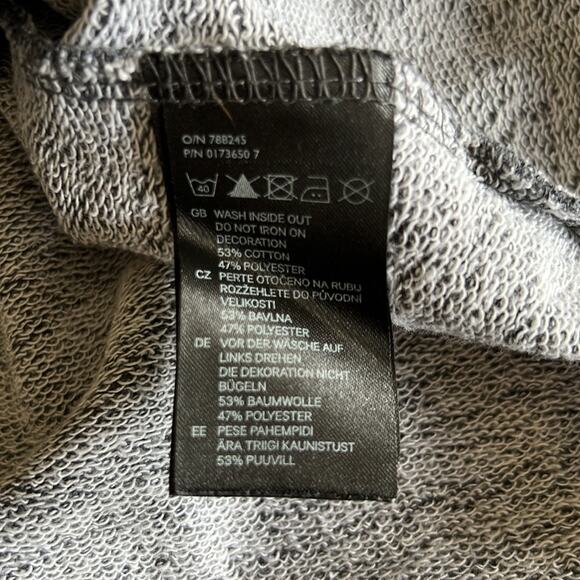 O/N 788245
P/N 0173650 7
40
GB WASH INSIDE OUT
DO NOT IRON ON
DECORATION
53% COTTON
47% POLYESTER
CZ PERTE OTOČENO NA RUBU
ROZŽEHLETE DO PŮVODNÍ
VELIKOSTI
53% BAVLNA
47% POLYESTER
DE VOR DER WÄSCHE AUF
LINKS DREHEN
DIE DEKORATION NICHT
BÜGELN
53% BAUMWOLLE
47% POLYESTER
EE PESE PAHEMPIDI
ÄRA TRIIGI KAUNISTUST
53% PUUVILL